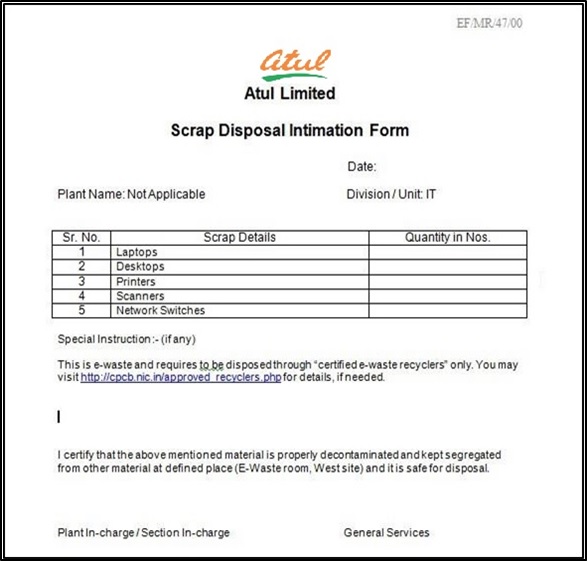 EF/MR/47/00
atul
Atul Limited
Scrap Disposal Intimation Form
Date:
Plant Name: Not Applicable Division / Unit: IT
Sr. No. Scrap Details Quantity in Nos.
1 Laptops
2 Desktops
3 Printers
4 Scanners
5 Network Switches
Special Instruction:- (if any)
This is e-waste and requires to be disposed through "certified e-waste recyclers" only. You may
visit http://cpcb.nic.in/approved_recyclers.php for details, if needed.
I certify that the above mentioned material is properly decontaminated and kept segregated
from other material at defined place (E-Waste room, West site) and it is safe for disposal.
Plant In-charge / Section In-charge General Services